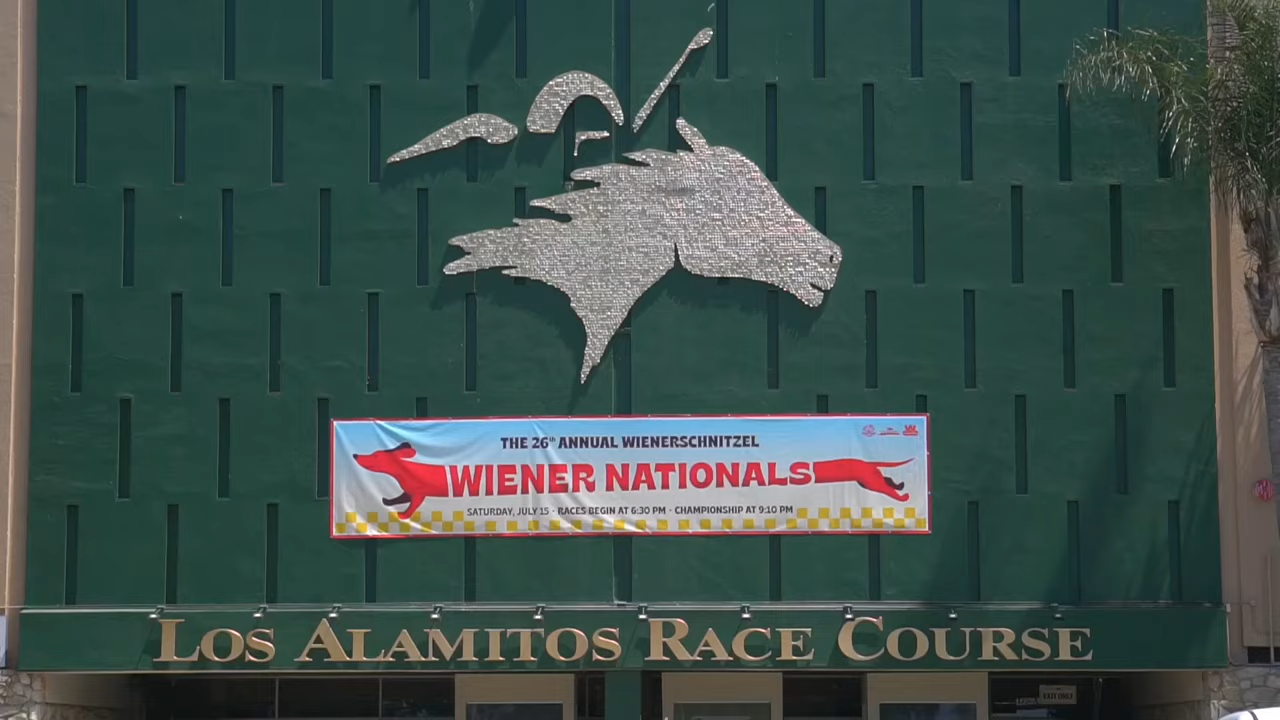 THE 26th ANNUAL WIENERSCHNITZEL
WIENER NATIONALS
SATURDAY, JULY 15 · RACES BEGIN AT 6:30 PM · CHAMPIONSHIP AT 9:10 PM
LOS ALAMITOS RACE COURSE
EXIT ONLY